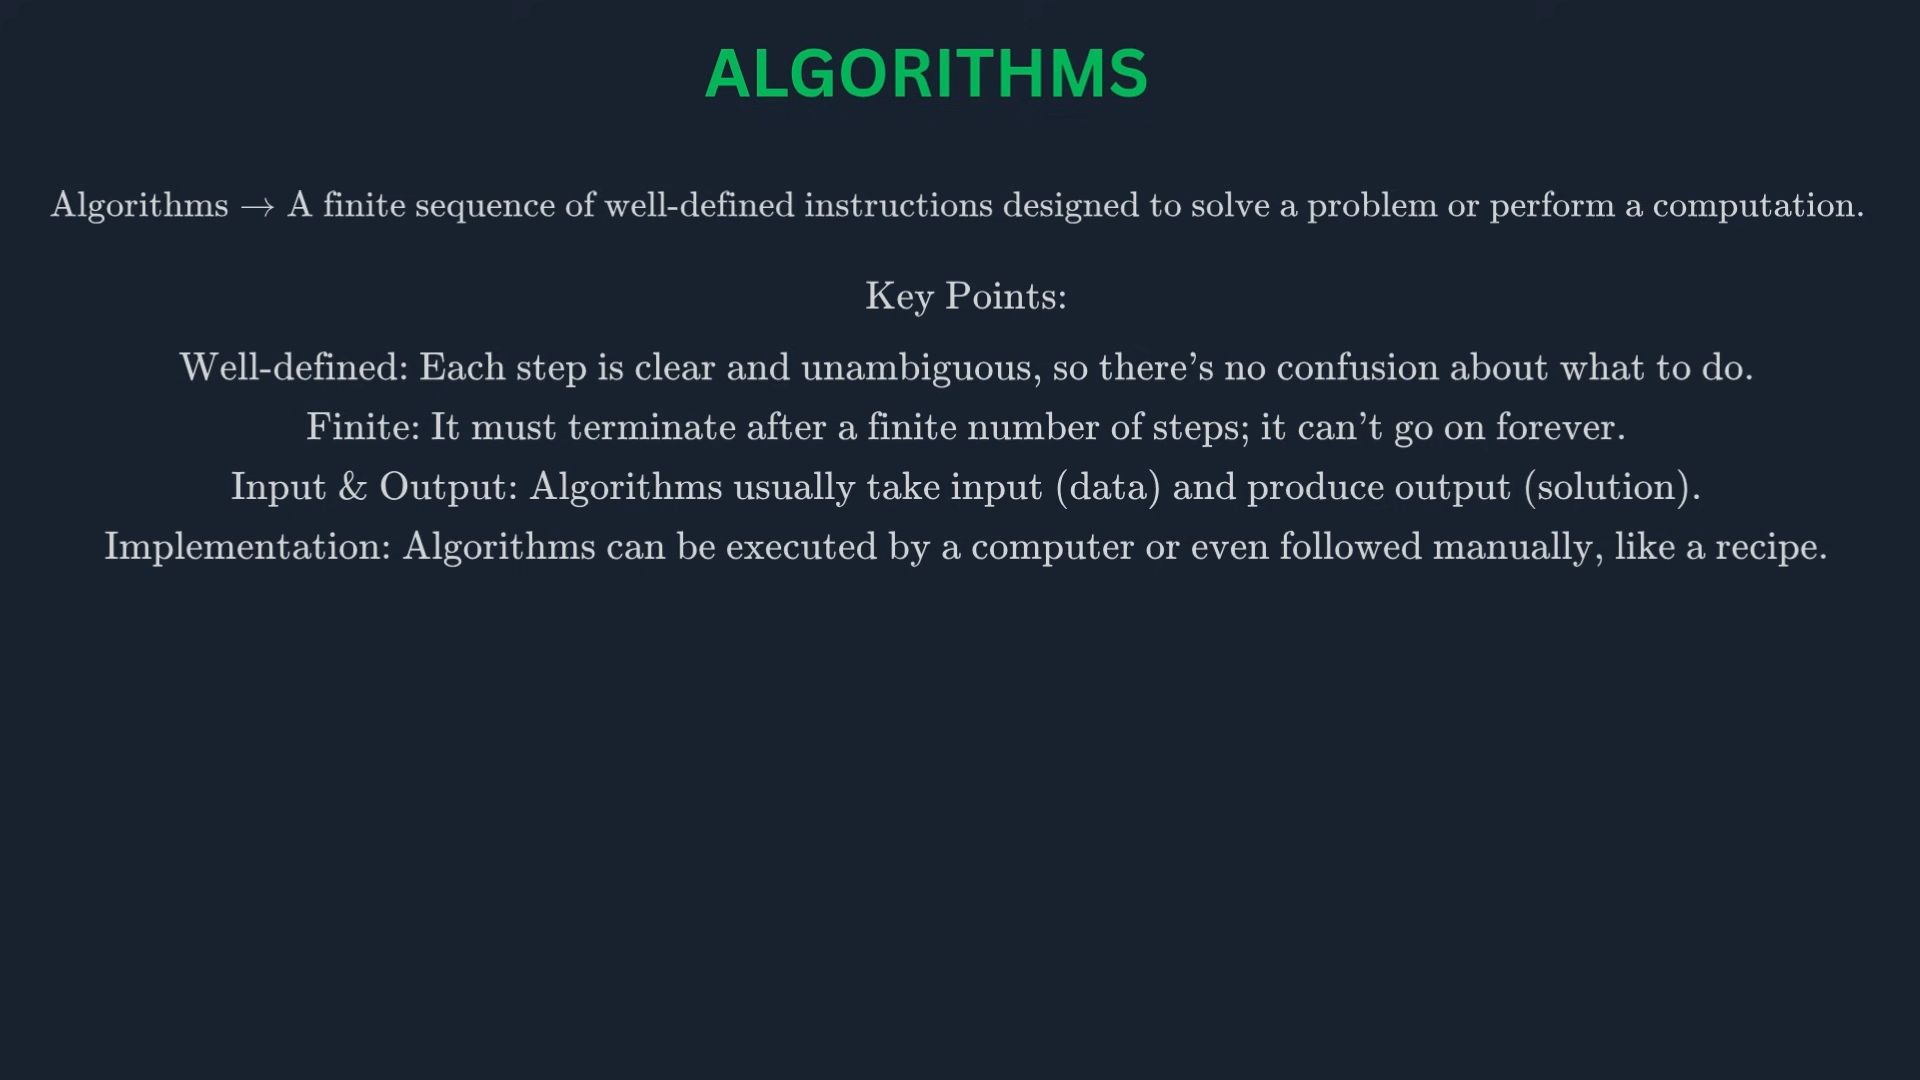 ALGORITHMS
Algorithms → A finite sequence of well-defined instructions designed to solve a problem or perform a computation.
Key Points:
Well-defined: Each step is clear and unambiguous, so there’s no confusion about what to do.
Finite: It must terminate after a finite number of steps; it can’t go on forever.
Input & Output: Algorithms usually take input (data) and produce output (solution).
Implementation: Algorithms can be executed by a computer or even followed manually, like a recipe.